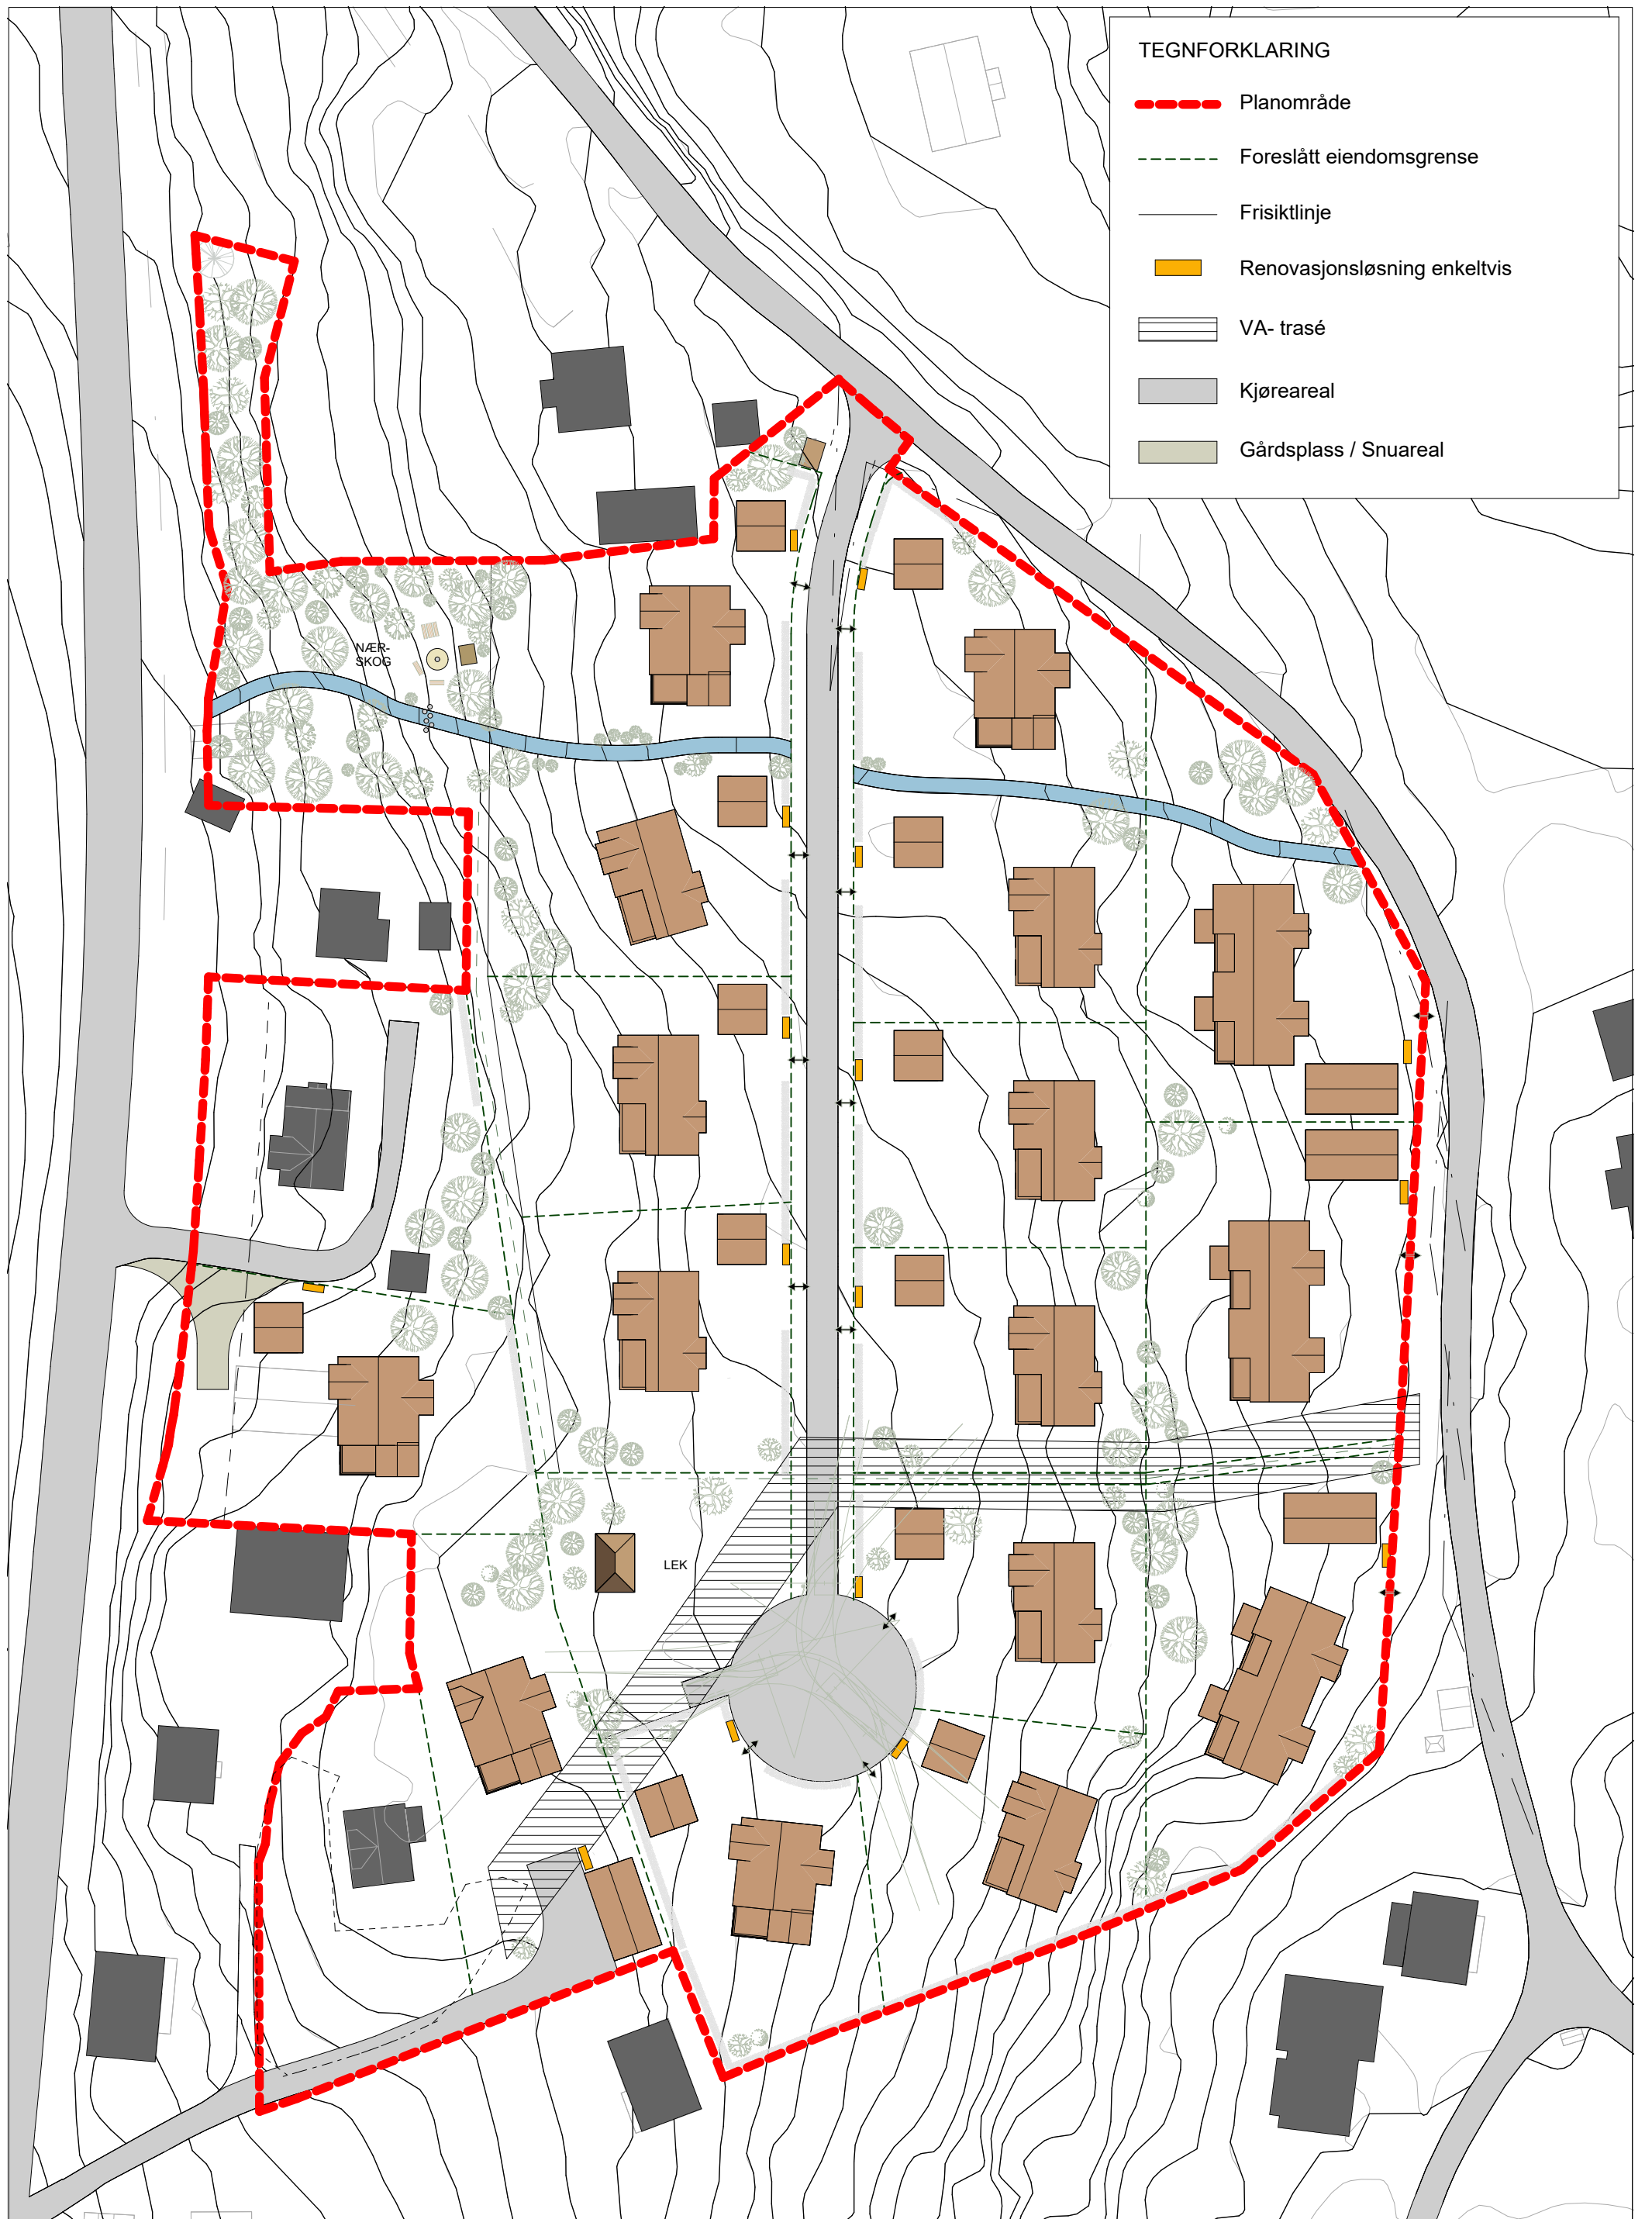 TEGNFORKLARING
Planområde
Foreslått eiendomsgrense
Frisiktlinje
Renovasjonsløsning enkeltvis
VA- trasé
Kjøreareal
Gårdsplass / Snuareal
NÆR-
SKOG
LEK